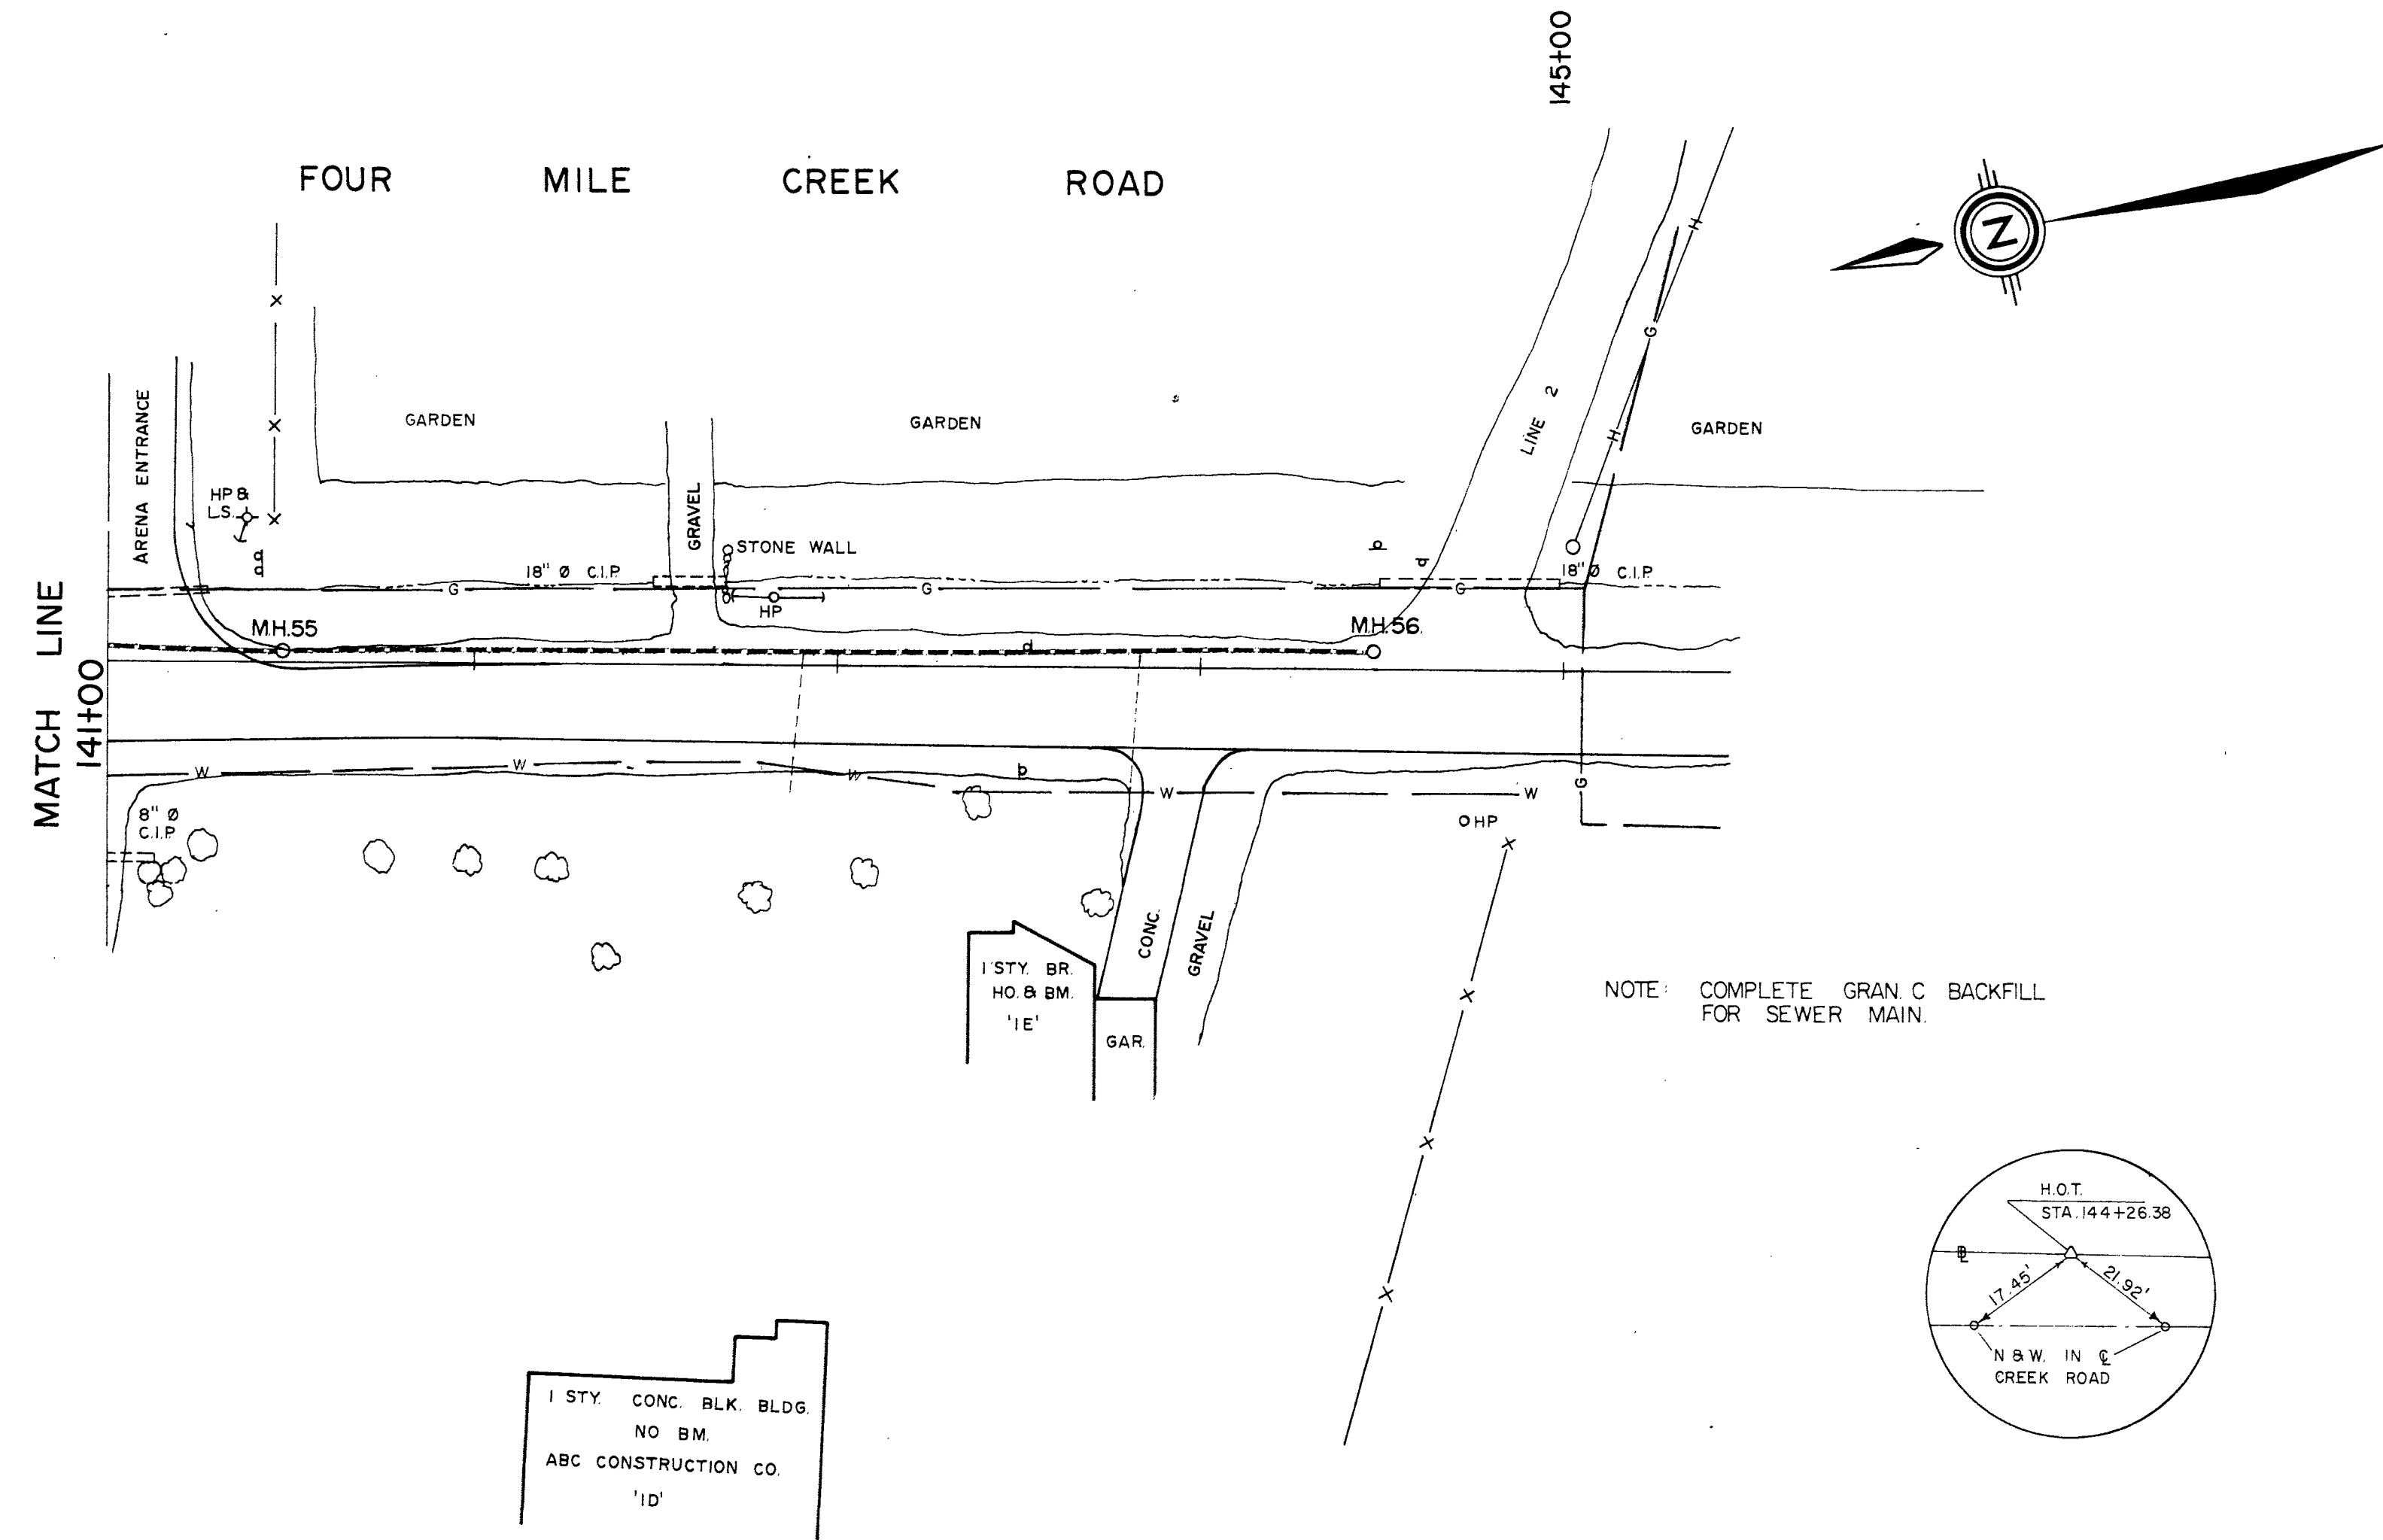 145+00
FOUR MILE CREEK ROAD
N
H
G
ARENA ENTRANCE
GARDEN
GARDEN
LINE 2
H
GARDEN
HP &
L.S.
GRAVEL
STONE WALL
18" Ø C.I.P.
18" Ø C.I.P.
G
G
G
HP
M.H.55
M.H.56.
MATCH LINE
141+00
W
W
W
W
W
G
8" Ø
C.I.P.
O HP
CONC.
GRAVEL
1 STY. BR.
HO. & BM.
'1E'
GAR.
NOTE: COMPLETE GRAN. C BACKFILL
FOR SEWER MAIN.
H.O.T.
STA. 144+26.38
17.45'
21.92'
N & W. IN ℄
CREEK ROAD
1 STY. CONC. BLK. BLDG.
NO BM.
ABC CONSTRUCTION CO.
'1D'